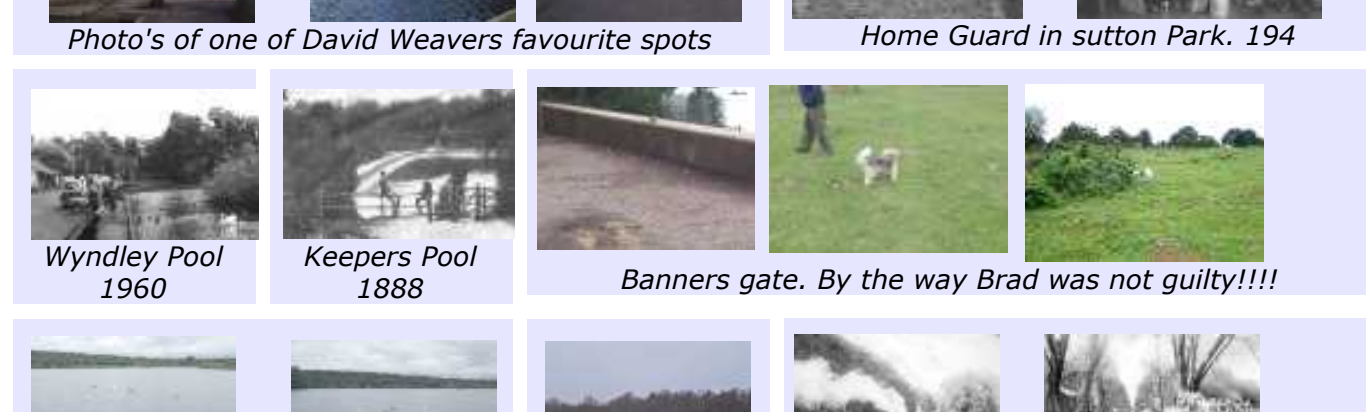 Photo's of one of David Weavers favourite spots
Home Guard in sutton Park. 194
Wyndley Pool
1960
Keepers Pool
1888
Banners gate. By the way Brad was not guilty!!!!